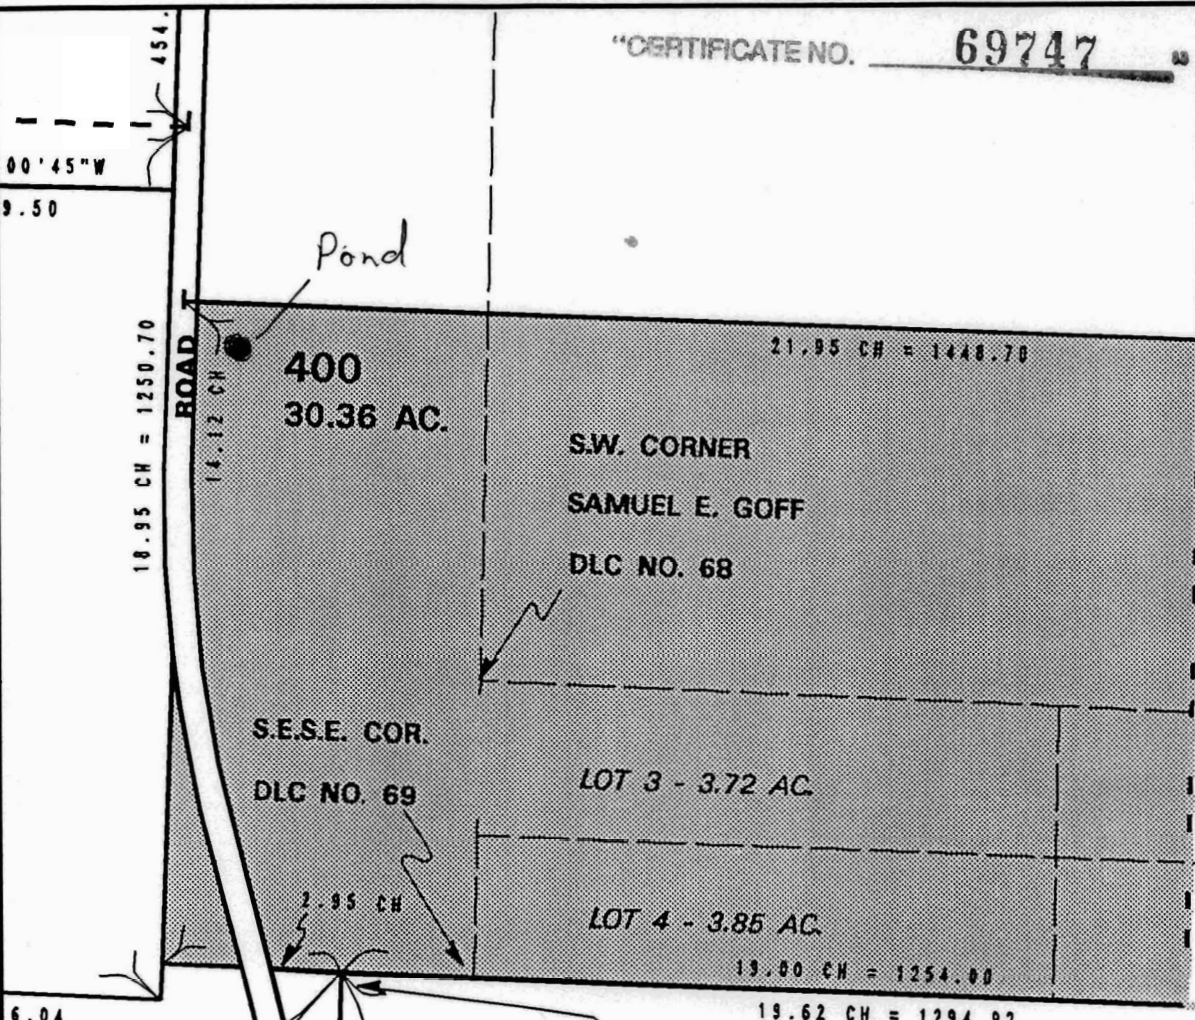 "CERTIFICATE NO. 69747 "
454.
00'45"W
9.50
Pond
ROAD
18.95 CH = 1250.70
14.12 CH
400
30.36 AC.
21.95 CH = 1448.70
S.W. CORNER
SAMUEL E. GOFF
DLC NO. 68
S.E.S.E. COR.
DLC NO. 69
LOT 3 - 3.72 AC.
2.95 CH
LOT 4 - 3.85 AC.
19.00 CH = 1254.00
19.62 CH = 1294.92
6.04